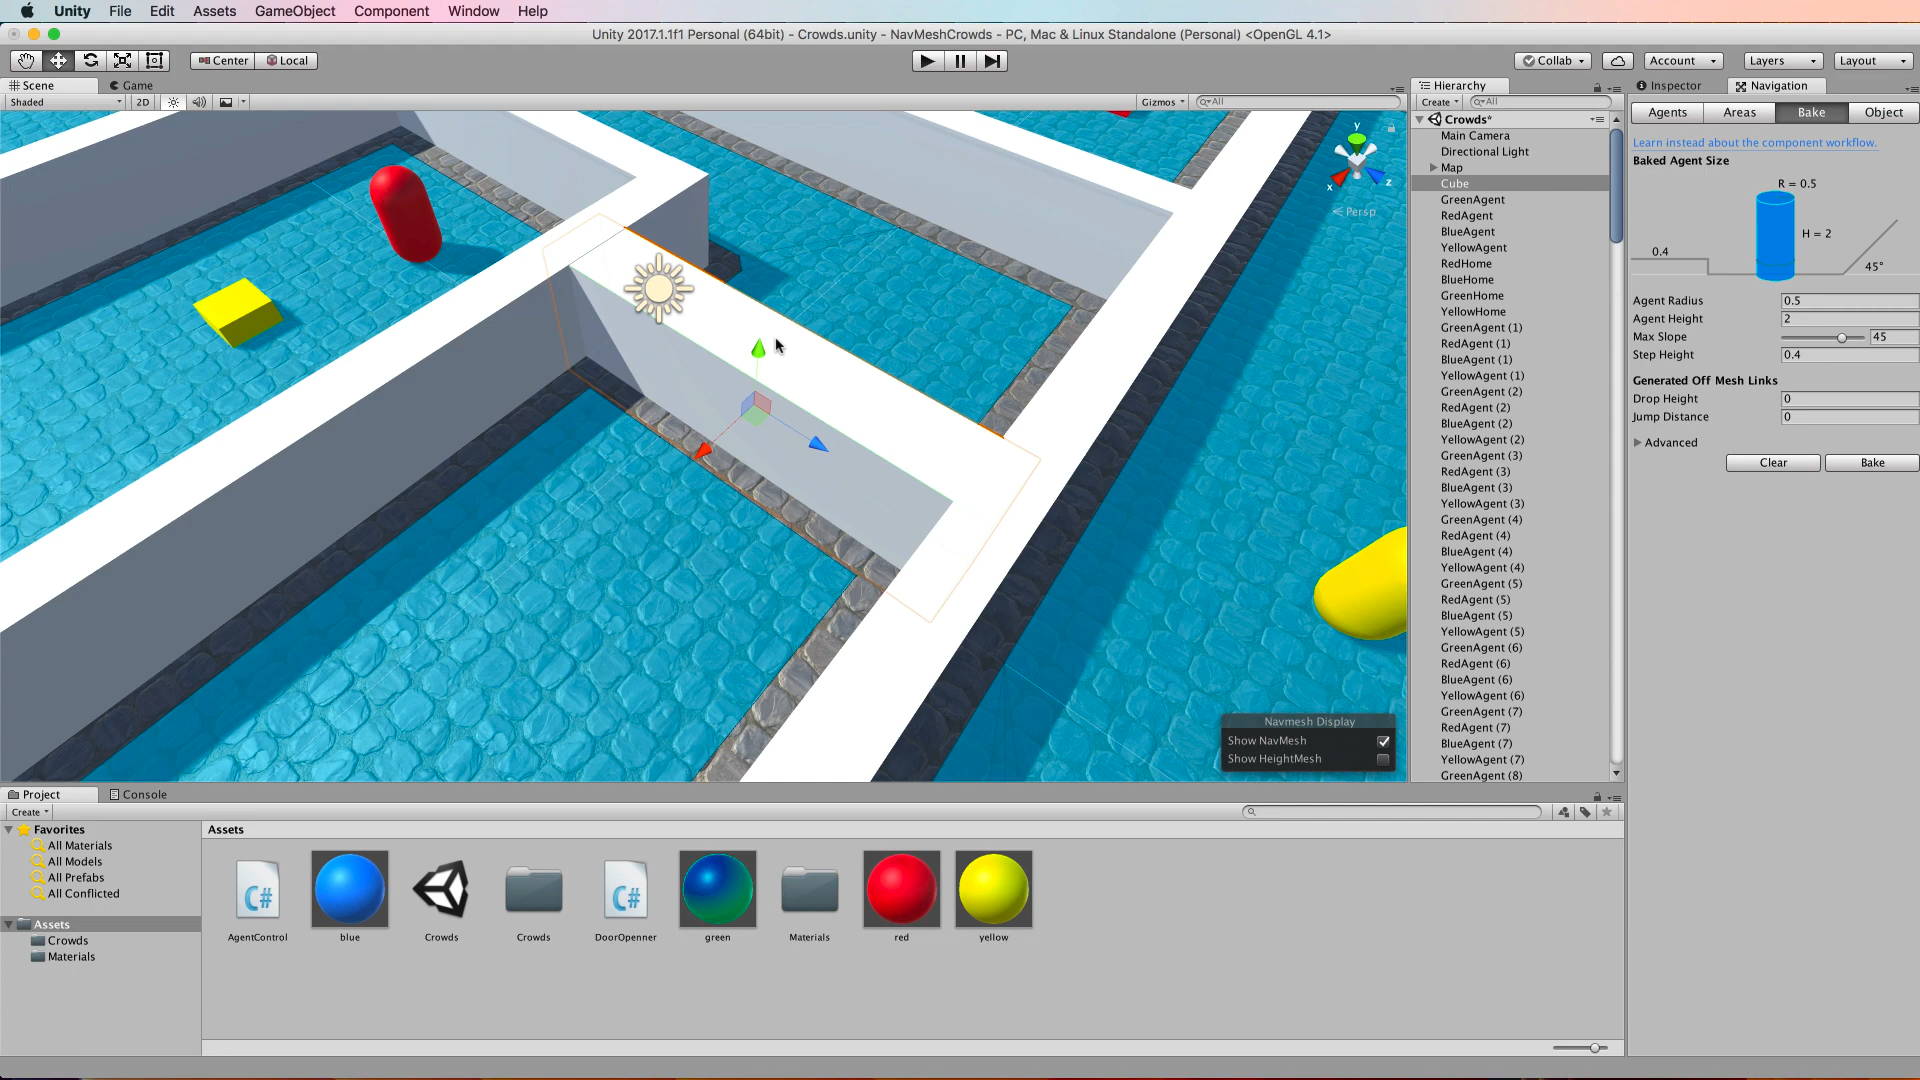 Unity File Edit Assets GameObject Component Window Help
Unity 2017.1.1f1 Personal (64bit) - Crowds.unity - NavMeshCrowds - PC, Mac & Linux Standalone (Personal) <OpenGL 4.1>
Center Local
Collab Account Layers Layout
Scene Game
Shaded 2D Gizmos All
y
x
z
Persp
Navmesh Display
Show NavMesh
Show HeightMesh
Hierarchy
Create All
Crowds*
Main Camera
Directional Light
Map
Cube
GreenAgent
RedAgent
BlueAgent
YellowAgent
RedHome
BlueHome
GreenHome
YellowHome
GreenAgent (1)
RedAgent (1)
BlueAgent (1)
YellowAgent (1)
GreenAgent (2)
RedAgent (2)
BlueAgent (2)
YellowAgent (2)
GreenAgent (3)
RedAgent (3)
BlueAgent (3)
YellowAgent (3)
GreenAgent (4)
RedAgent (4)
BlueAgent (4)
YellowAgent (4)
GreenAgent (5)
RedAgent (5)
BlueAgent (5)
YellowAgent (5)
GreenAgent (6)
RedAgent (6)
BlueAgent (6)
YellowAgent (6)
GreenAgent (7)
RedAgent (7)
BlueAgent (7)
YellowAgent (7)
GreenAgent (8)
Inspector Navigation
Agents Areas Bake Object
Learn instead about the component workflow.
Baked Agent Size
R = 0.5
H = 2
0.4
45°
Agent Radius 0.5
Agent Height 2
Max Slope 45
Step Height 0.4
Generated Off Mesh Links
Drop Height 0
Jump Distance 0
Advanced
Clear Bake
Project Console
Create
Favorites
All Materials
All Models
All Prefabs
All Conflicted
Assets
Crowds
Materials
Assets
C# C#
AgentControl blue Crowds Crowds DoorOpenner green Materials red yellow